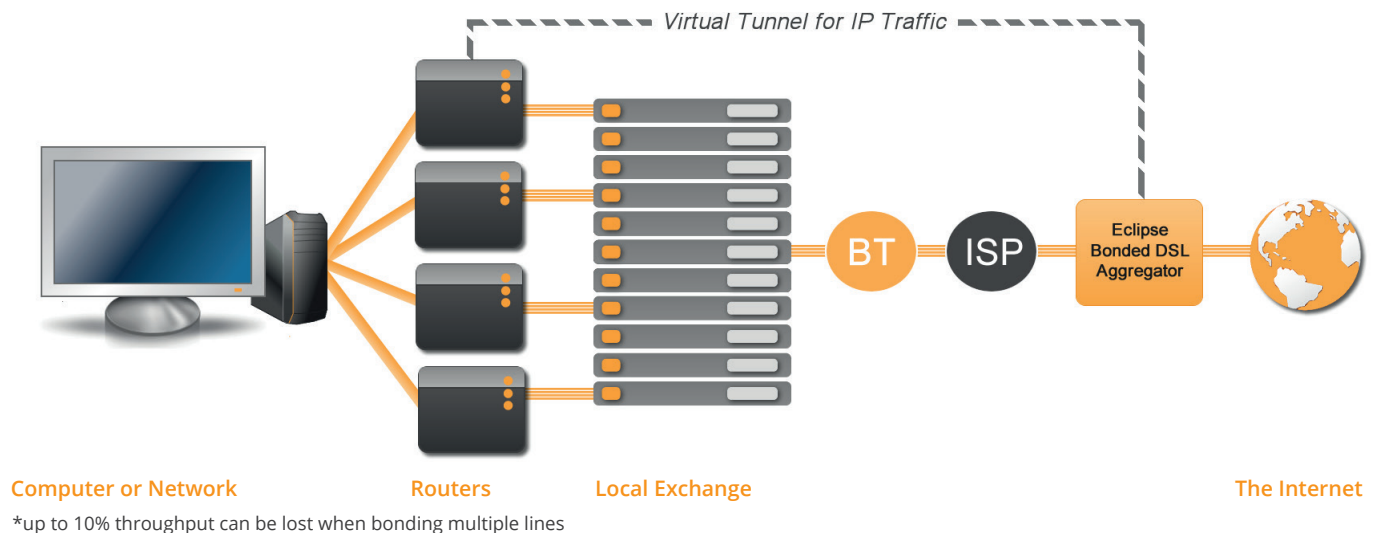 Virtual Tunnel for IP Traffic
BT
ISP
Eclipse
Bonded DSL
Aggregator
Computer or Network
Routers
Local Exchange
The Internet
*up to 10% throughput can be lost when bonding multiple lines